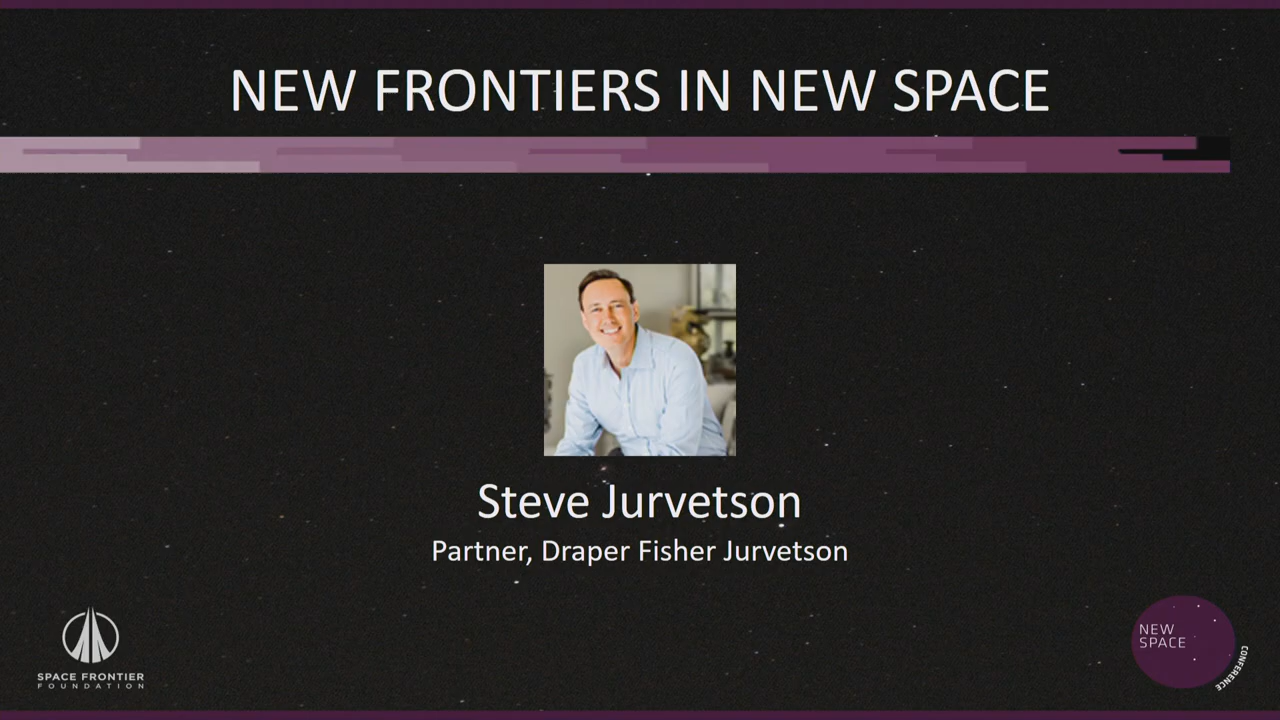 NEW FRONTIERS IN NEW SPACE
Steve Jurvetson
Partner, Draper Fisher Jurvetson
SPACE FRONTIER
FOUNDATION
NEW
SPACE
CONFERENCE